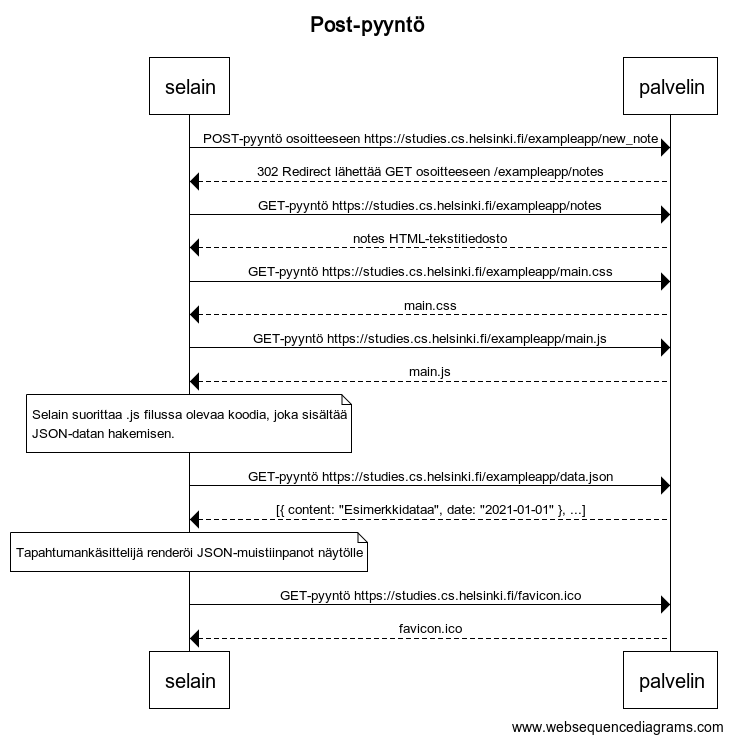 Post-pyyntö
selain
palvelin
POST-pyyntö osoitteeseen https://studies.cs.helsinki.fi/exampleapp/new_note
302 Redirect lähettää GET osoitteeseen /exampleapp/notes
GET-pyyntö https://studies.cs.helsinki.fi/exampleapp/notes
notes HTML-tekstitiedosto
GET-pyyntö https://studies.cs.helsinki.fi/exampleapp/main.css
main.css
GET-pyyntö https://studies.cs.helsinki.fi/exampleapp/main.js
main.js
Selain suorittaa .js filussa olevaa koodia, joka sisältää
JSON-datan hakemisen.
GET-pyyntö https://studies.cs.helsinki.fi/exampleapp/data.json
[{ content: "Esimerkkidataa", date: "2021-01-01" }, ...]
Tapahtumankäsittelijä renderöi JSON-muistiinpanot näytölle
GET-pyyntö https://studies.cs.helsinki.fi/favicon.ico
favicon.ico
selain
palvelin
www.websequencediagrams.com